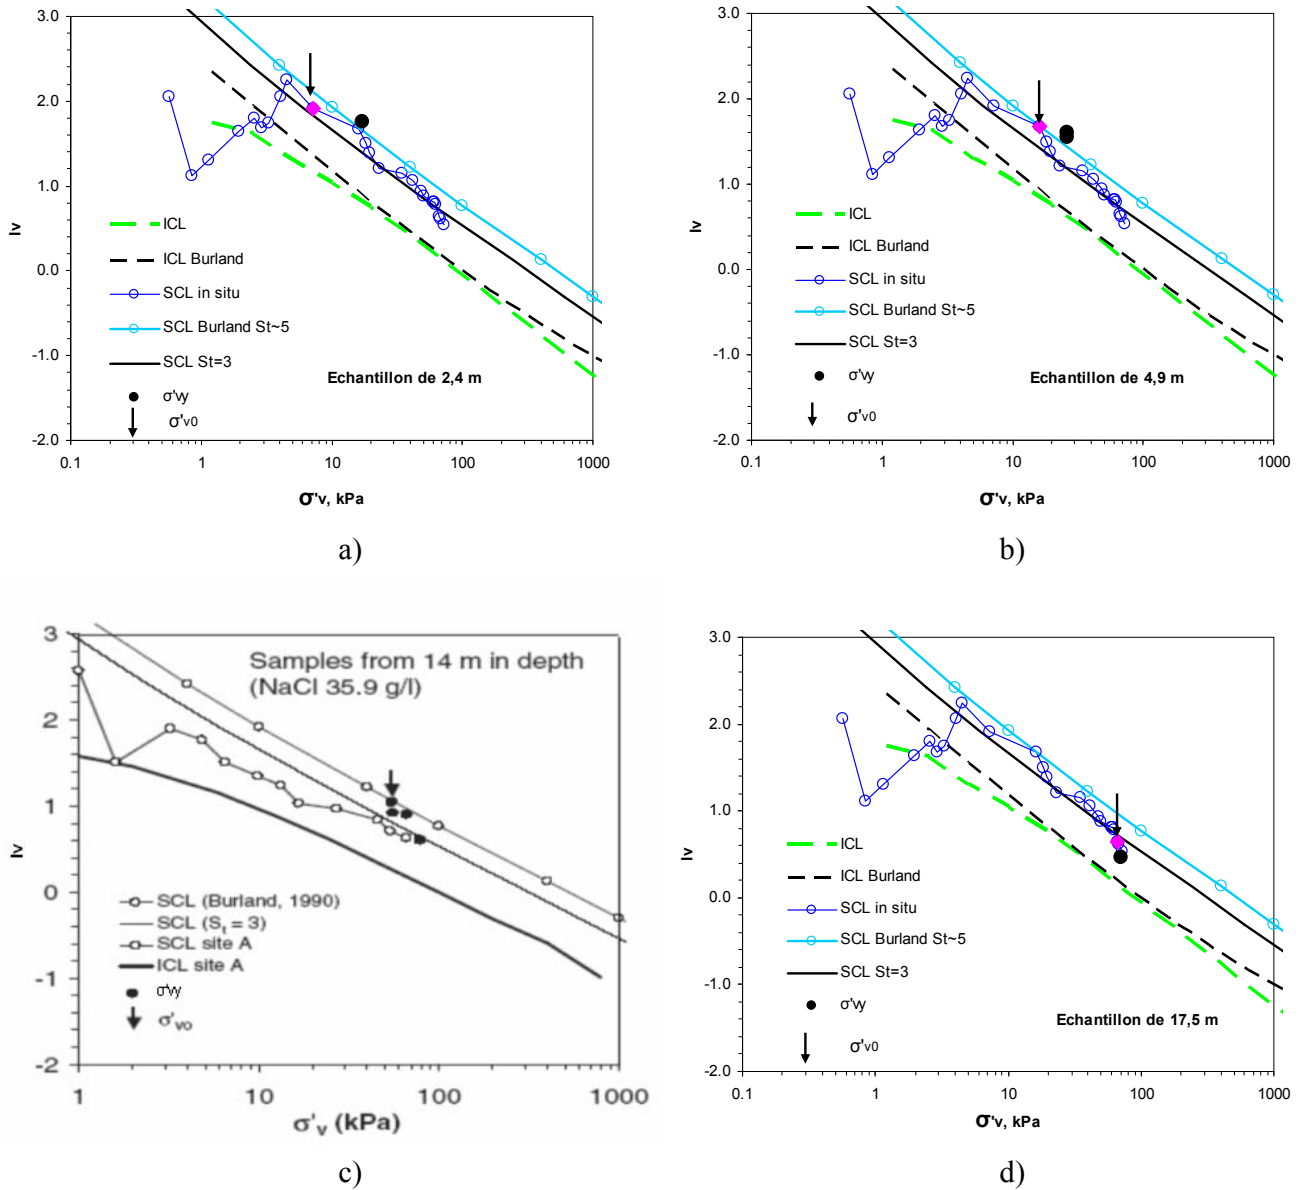 3.0
2.0
1.0
0.0
-1.0
-2.0
Iv
ICL
ICL Burland
SCL in situ
SCL Burland St~5
SCL St=3
σ'vy
σ'v0
Echantillon de 2,4 m
0.1 1 10 100 1000
σ'v, kPa
a)
3.0
2.0
1.0
0.0
-1.0
-2.0
Iv
ICL
ICL Burland
SCL in situ
SCL Burland St~5
SCL St=3
σ'vy
σ'v0
Echantillon de 4,9 m
0.1 1 10 100 1000
σ'v, kPa
b)
3
2
1
0
-1
-2
Iv
Samples from 14 m in depth
(NaCl 35.9 g/l)
SCL (Burland, 1990)
SCL (St = 3)
SCL site A
ICL site A
σ'vy
σ'vo
1 10 100 1000
σ'v (kPa)
c)
3.0
2.0
1.0
0.0
-1.0
-2.0
Iv
ICL
ICL Burland
SCL in situ
SCL Burland St~5
SCL St=3
σ'vy
σ'v0
Echantillon de 17,5 m
0.1 1 10 100 1000
σ'v, kPa
d)